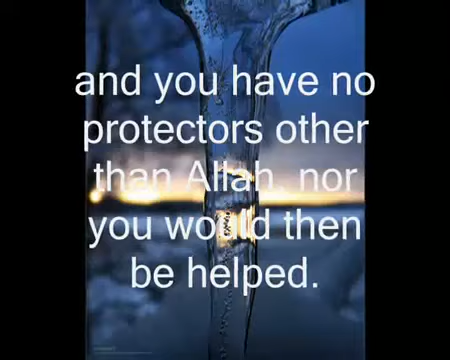 and you have no
protectors other
than Allah, nor
you would then
be helped.